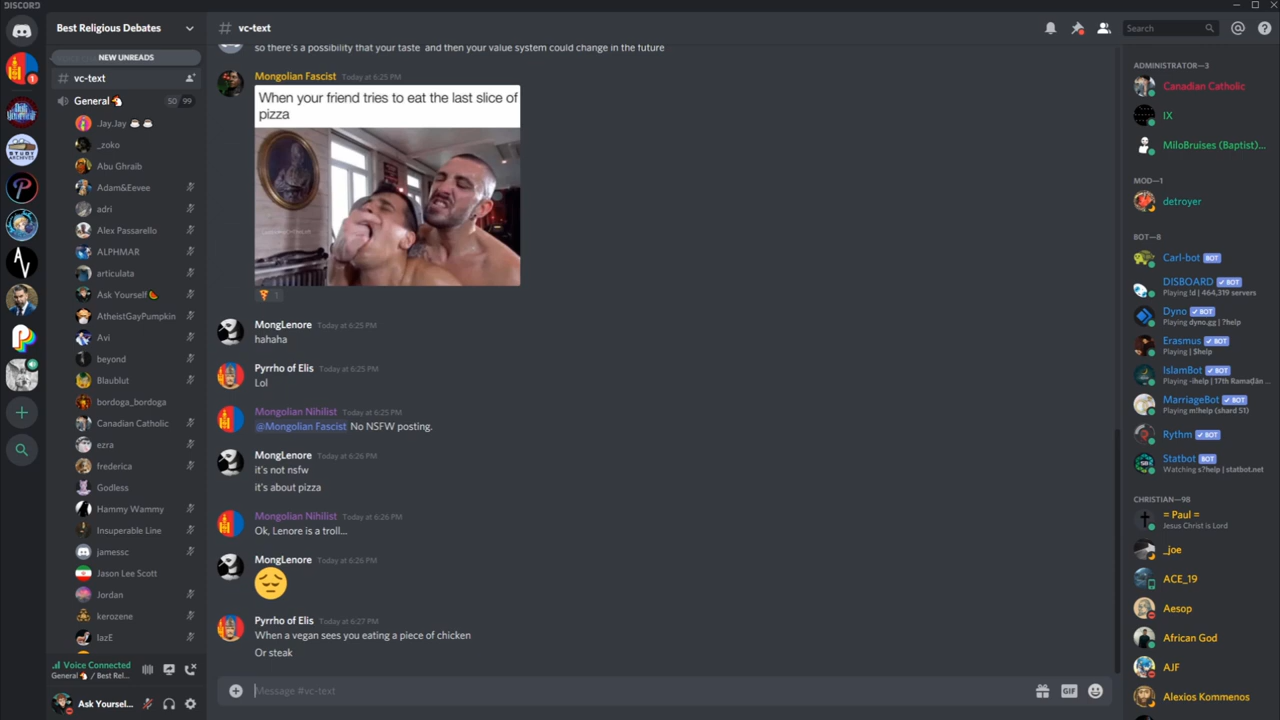 DISCORD
Best Religious Debates
NEW UNREADS
vc-text
General
50 99
.Jay.Jay
_zoko
Abu Ghraib
Adam&Eevee
adri
Alex Passarello
ALPHMAR
articulata
Ask Yourself
AtheistGayPumpkin
Avi
beyond
Blaublut
bordoga_bordoga
Canadian Catholic
ezra
frederica
Godless
Hammy Wammy
Insuperable Line
jamessc
Jason Lee Scott
Jordan
kerozene
lazE
Voice Connected
General / Best Rel...
Ask Yoursel...
# vc-text
Search
so there's a possibility that your taste and then your value system could change in the future
Mongolian Fascist Today at 6:25 PM
When your friend tries to eat the last slice of
pizza
1
MongLenore Today at 6:25 PM
hahaha
Pyrrho of Elis Today at 6:25 PM
Lol
Mongolian Nihilist Today at 6:25 PM
@Mongolian Fascist No NSFW posting.
MongLenore Today at 6:26 PM
it's not nsfw
it's about pizza
Mongolian Nihilist Today at 6:26 PM
Ok, Lenore is a troll...
MongLenore Today at 6:26 PM
Pyrrho of Elis Today at 6:27 PM
When a vegan sees you eating a piece of chicken
Or steak
Message #vc-text
GIF
ADMINISTRATOR—3
Canadian Catholic
IX
MiloBruises (Baptist)...
MOD—1
detroyer
BOT—8
Carl-bot BOT
DISBOARD BOT
Playing !d | 464,319 servers
Dyno BOT
Playing dyno.gg | ?help
Erasmus BOT
Playing | $help
IslamBot BOT
Playing -ihelp | 17th Ramaḍān ...
MarriageBot BOT
Playing m!help (shard 51)
Rythm BOT
Statbot BOT
Watching s?help | statbot.net
CHRISTIAN—98
= Paul =
Jesus Christ is Lord
_joe
ACE_19
Aesop
African God
AJF
Alexios Kommenos